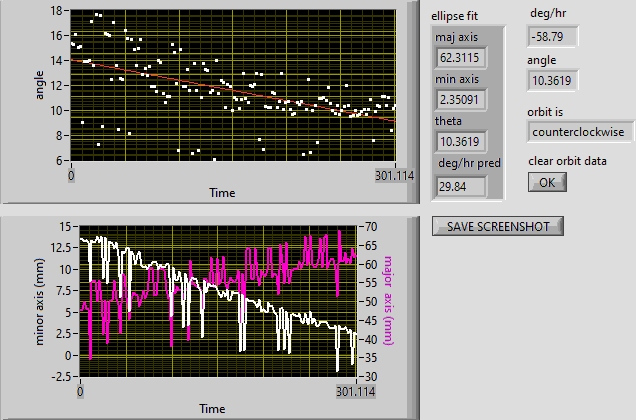 18
16
14
12
10
8
6
angle
0
301.114
Time
ellipse fit
maj axis
62.3115
min axis
2.35091
theta
10.3619
deg/hr pred
29.84
deg/hr
-58.79
angle
10.3619
orbit is
counterclockwise
clear orbit data
OK
SAVE SCREENSHOT
15
12.5
10
7.5
5
2.5
0
-2.5
minor axis (mm)
70
65
60
55
50
45
40
35
30
major axis (mm)
0
301.114
Time